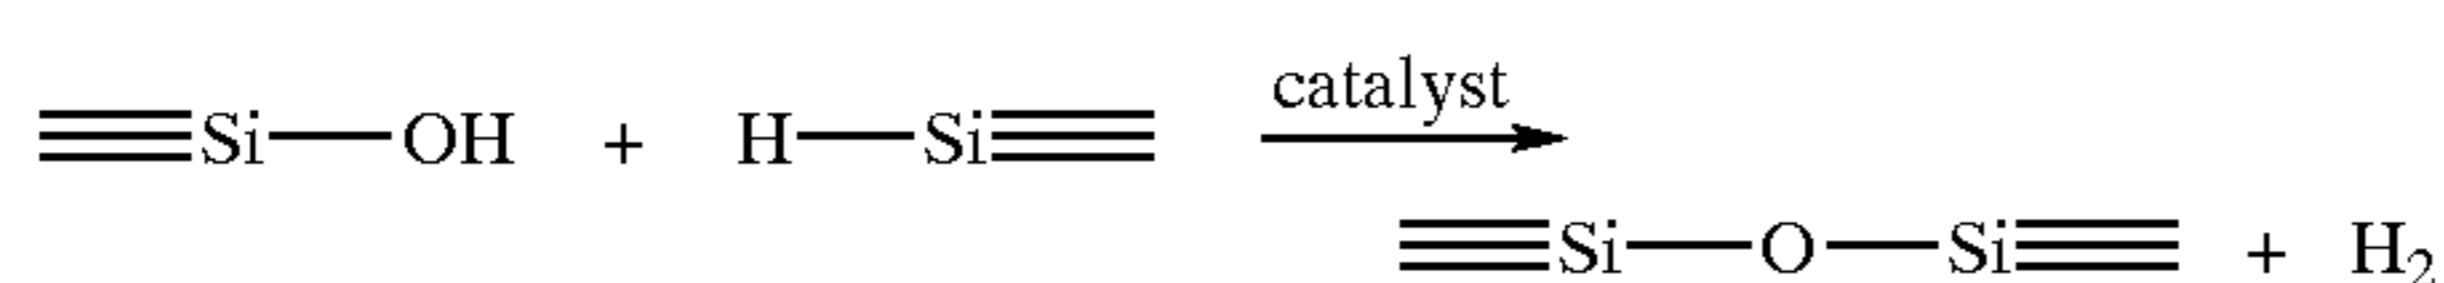 ≡Si—OH + H—Si≡ catalyst
≡Si—O—Si≡ + H₂